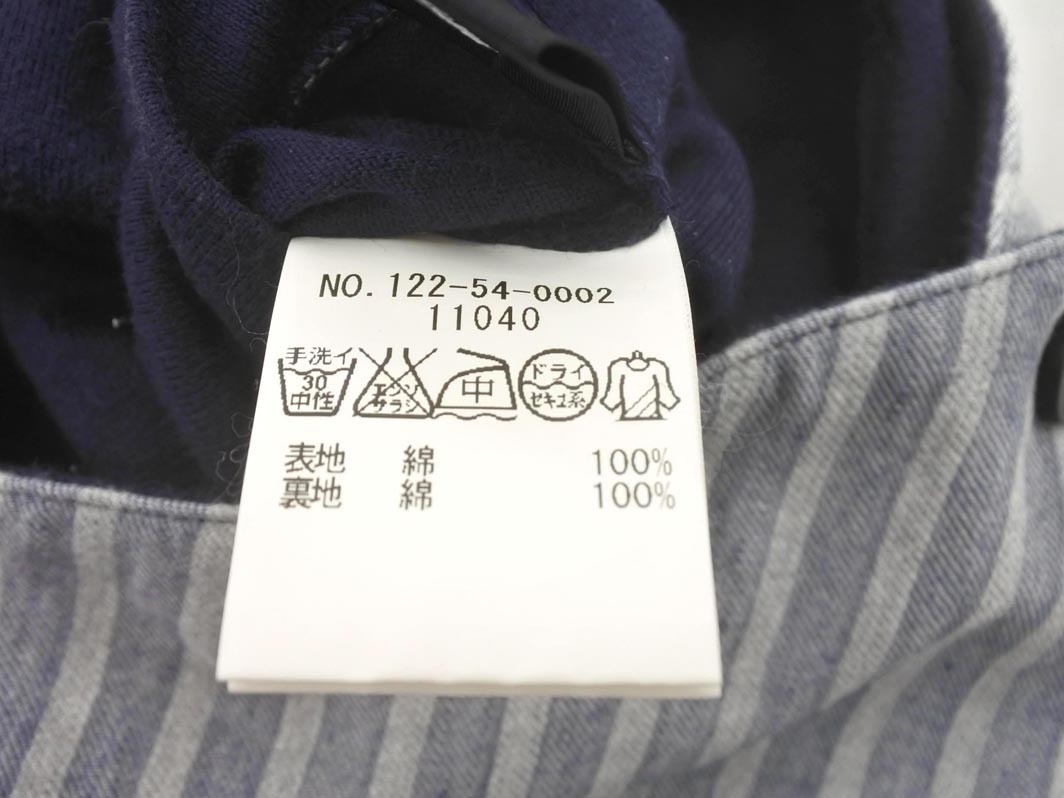 NO. 122-54-0002
11040
手洗イ 30 中性 エンソ サラシ 中 ドライ セキユ系
表地 綿 100%
裏地 綿 100%